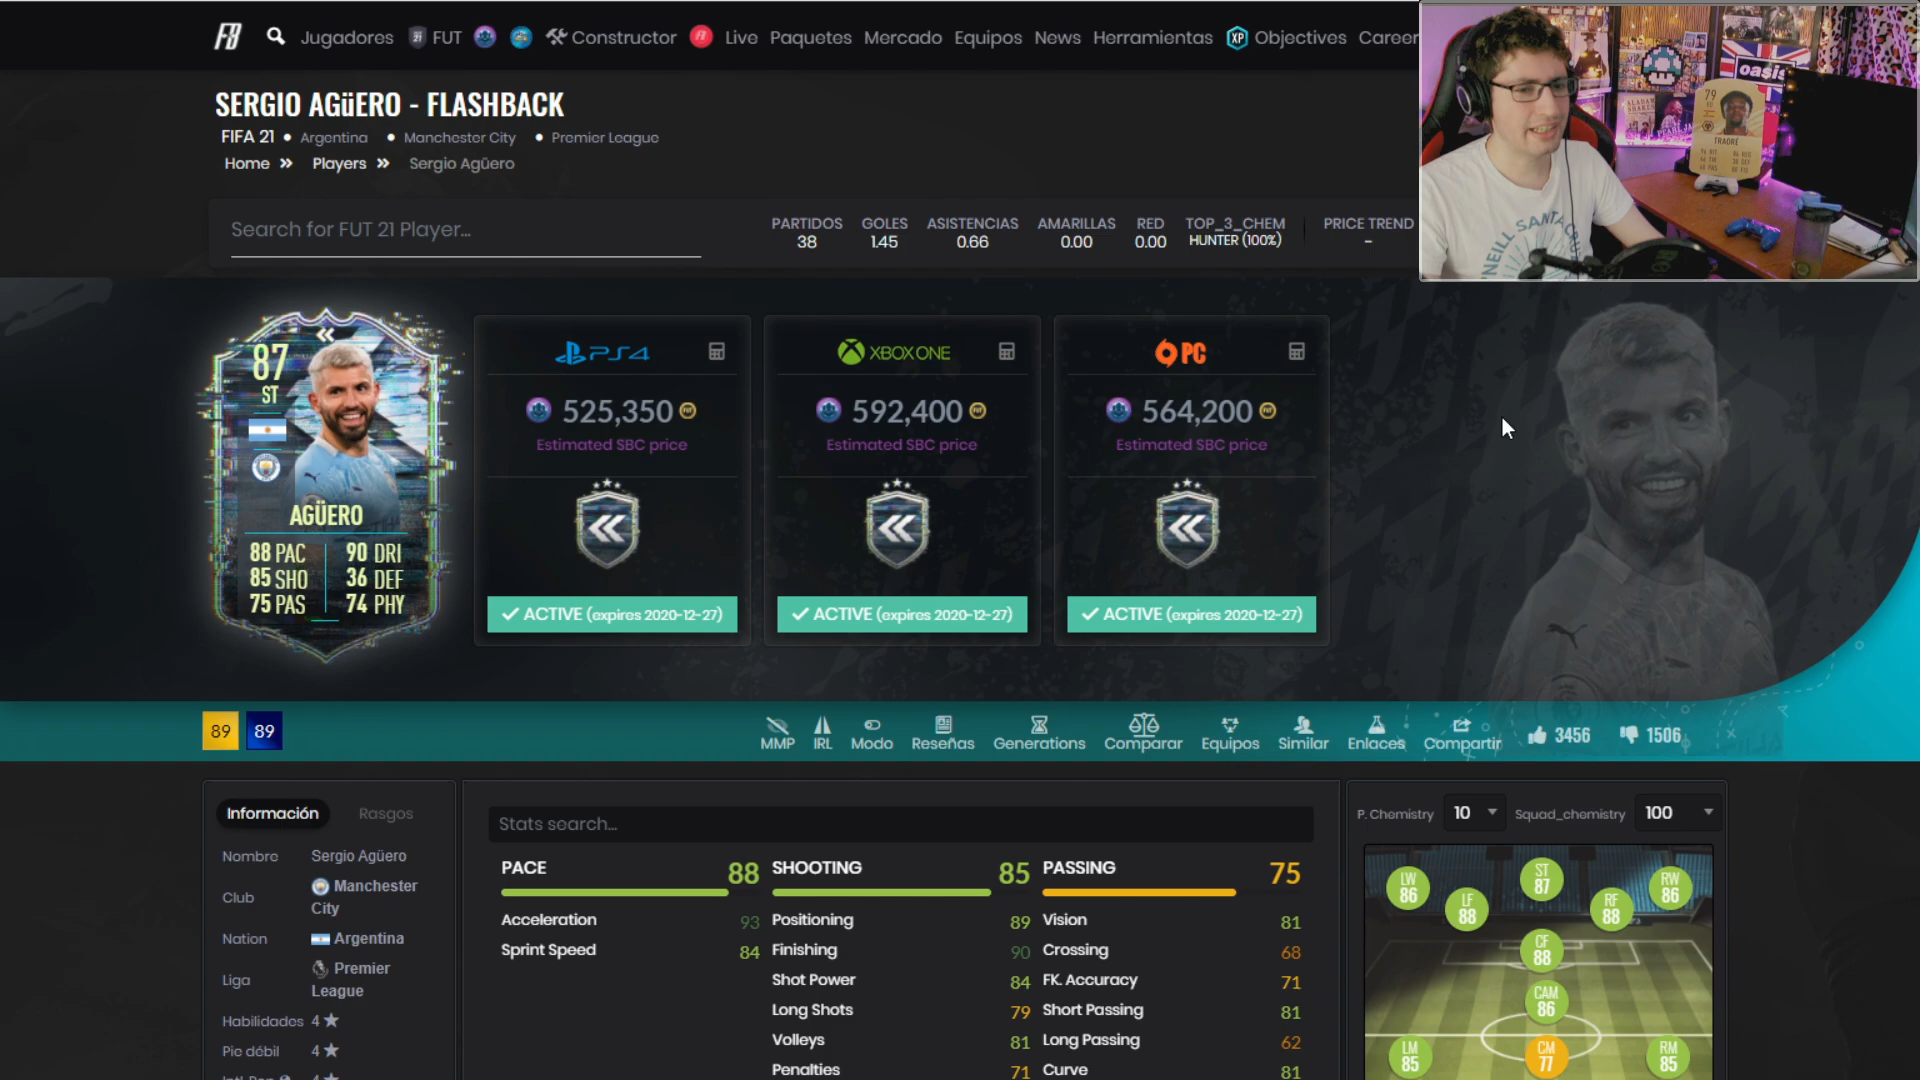 Jugadores 21 FUT Constructor Live Paquetes Mercado Equipos News Herramientas XP Objectives Career
SERGIO AGüERO - FLASHBACK
FIFA 21 • Argentina • Manchester City • Premier League
Home » Players » Sergio Agüero
Search for FUT 21 Player...
PARTIDOS GOLES ASISTENCIAS AMARILLAS RED TOP_3_CHEM PRICE TREND
38 1.45 0.66 0.00 0.00 HUNTER (100%) -
oasis
79
TRAORÉ
O'NEILL SANTA CRUZ
87
ST
AGÜERO
88 PAC 90 DRI
85 SHO 36 DEF
75 PAS 74 PHY
PS4
525,350
Estimated SBC price
ACTIVE (expires 2020-12-27)
XBOX ONE
592,400
Estimated SBC price
ACTIVE (expires 2020-12-27)
PC
564,200
Estimated SBC price
ACTIVE (expires 2020-12-27)
89 89
MMP IRL Modo Reseñas Generations Comparar Equipos Similar Enlaces Compartir 3456 1506
Información Rasgos
Nombre Sergio Agüero
Club Manchester City
Nation Argentina
Liga Premier League
Habilidades 4 ★
Pie débil 4 ★
Stats search...
PACE 88
Acceleration 93
Sprint Speed 84
SHOOTING 85
Positioning 89
Finishing 90
Shot Power 84
Long Shots 79
Volleys 81
Penalties 71
PASSING 75
Vision 81
Crossing 68
FK. Accuracy 71
Short Passing 81
Long Passing 62
Curve 81
P. Chemistry 10 Squad_chemistry 100
LW 86
ST 87
RW 86
LF 88
RF 88
CF 88
CAM 86
LM 85
CM 77
RM 85